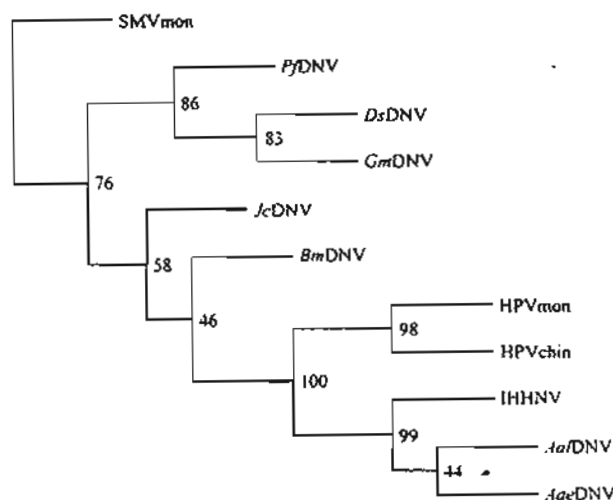 SMVmon
PfDNV
86
DsDNV
83
GmDNV
76
JcDNV
58
BmDNV
46
HPVmon
98
HPVchin
100
IHHNV
99
AalDNV
44
AaeDNV